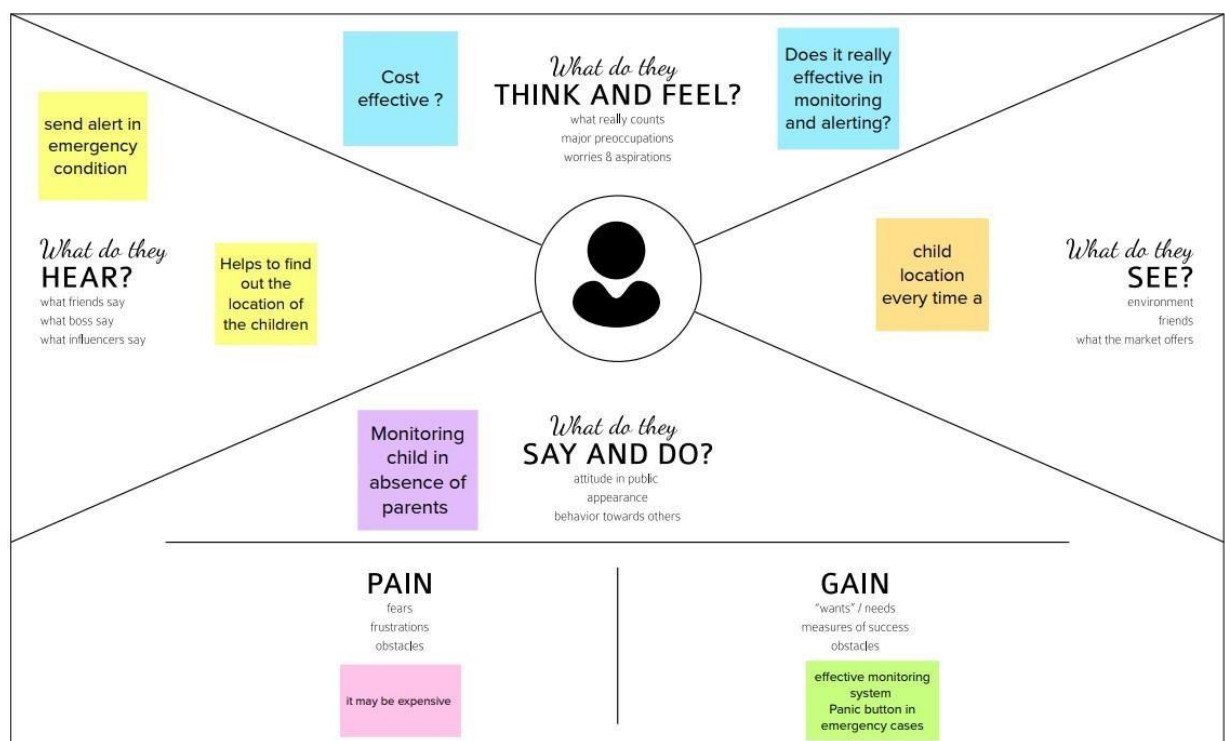 Cost
effective ?
What do they
THINK AND FEEL?
what really counts
major preoccupations
worries & aspirations
Does it really
effective in
monitoring
and alerting?
send alert in
emergency
condition
What do they
HEAR?
what friends say
what boss say
what influencers say
Helps to find
out the
location of
the children
child
location
every time a
What do they
SEE?
environment
friends
what the market offers
Monitoring
child in
absence of
parents
What do they
SAY AND DO?
attitude in public
appearance
behavior towards others
PAIN
fears
frustrations
obstacles
it may be expensive
GAIN
"wants" / needs
measures of success
obstacles
effective monitoring
system
Panic button in
emergency cases